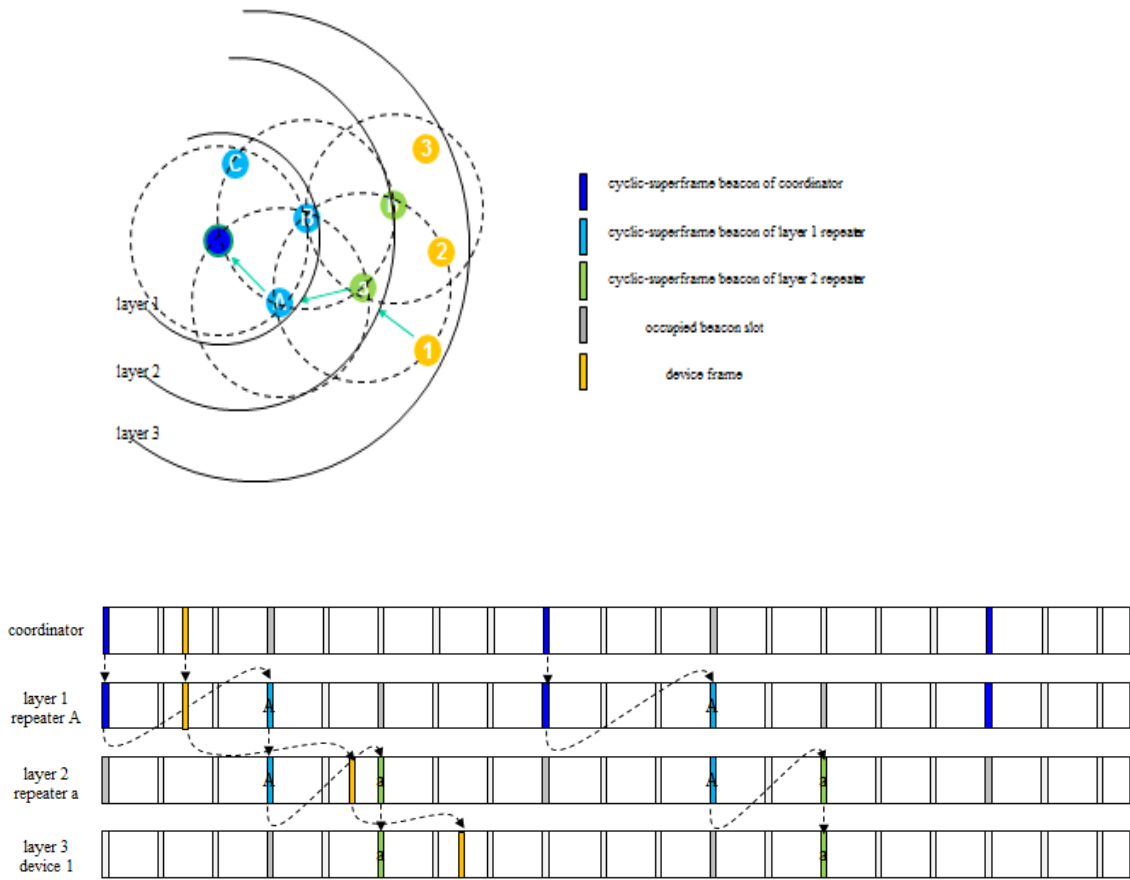 C
3
B
2
A
1
layer 1
layer 2
layer 3
cyclic-superframe beacon of coordinator
cyclic-superframe beacon of layer 1 repeater
cyclic-superframe beacon of layer 2 repeater
occupied beacon slot
device frame
coordinator
layer 1
repeater A
A
A
layer 2
repeater a
A
a
A
a
layer 3
device 1
a
a